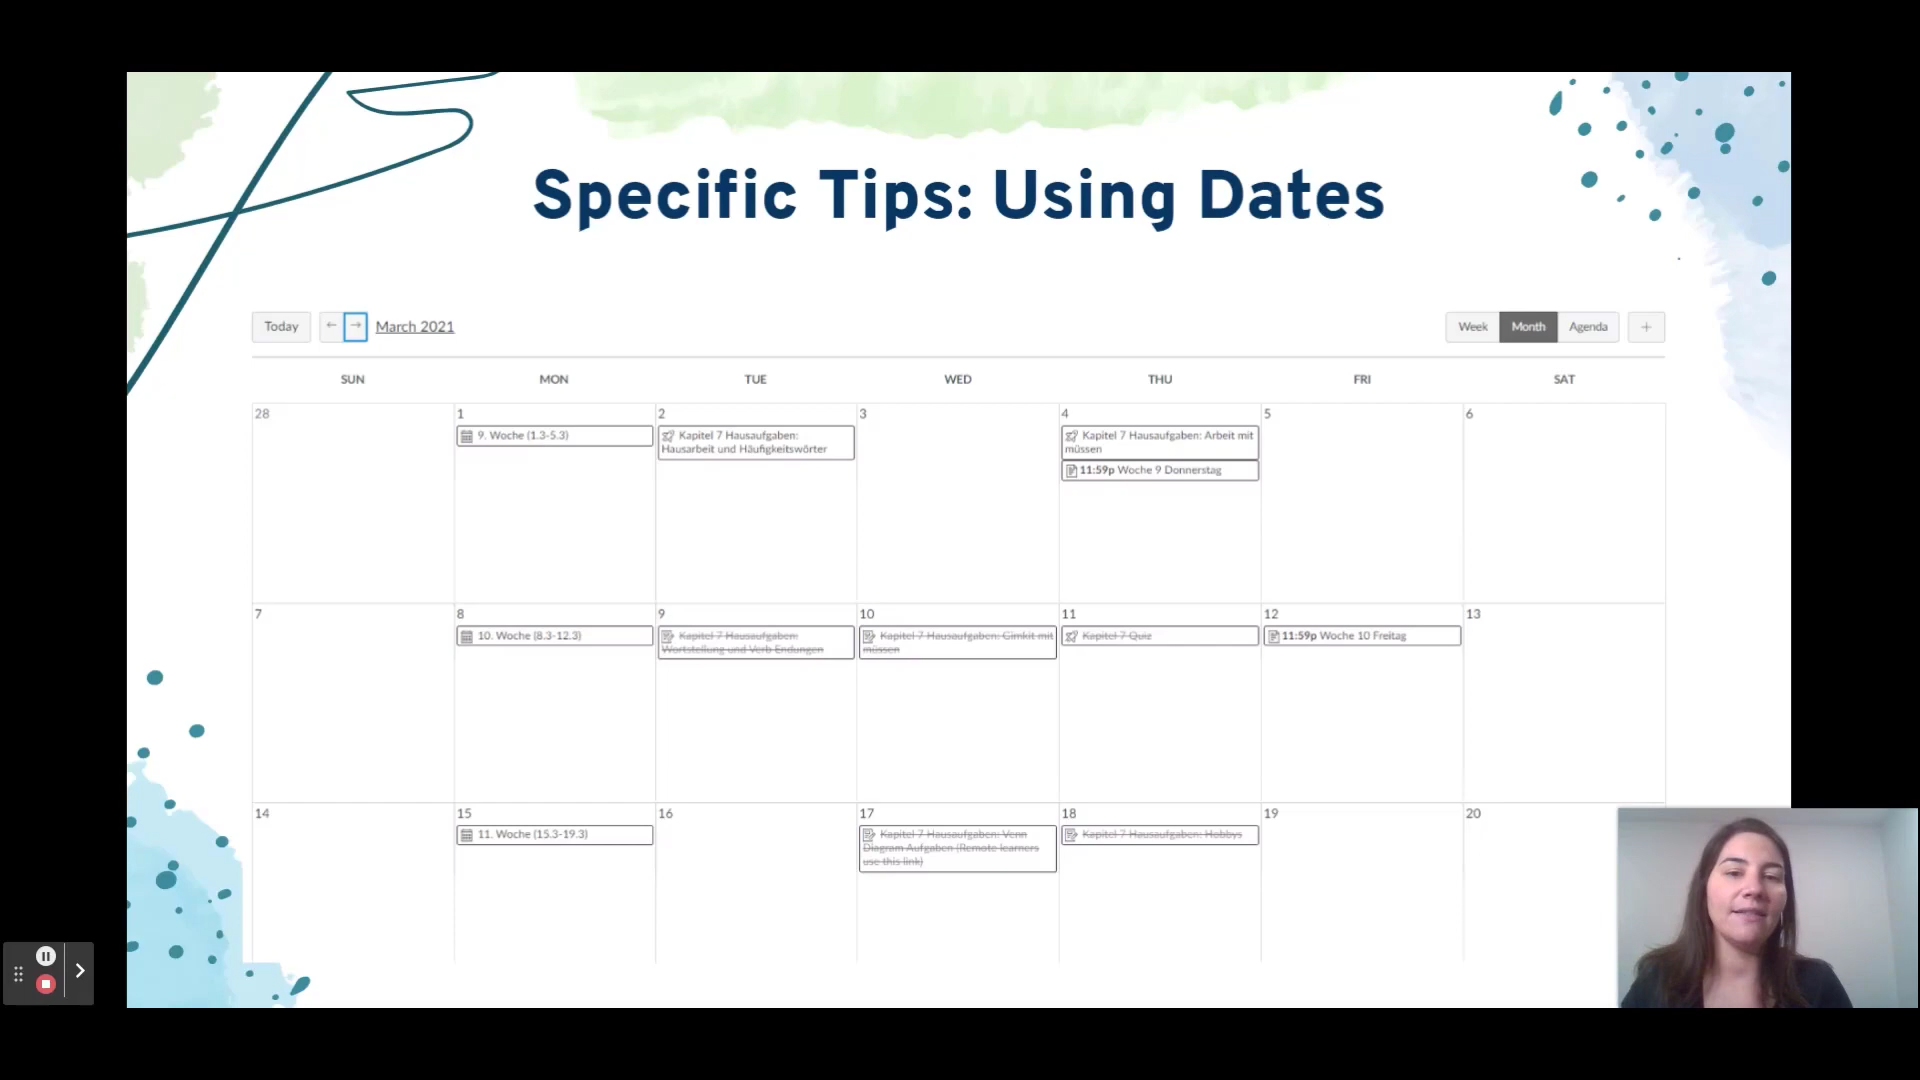 Specific Tips: Using Dates
Today ← → March 2021
Week Month Agenda +
SUN MON TUE WED THU FRI SAT
28 1 2 3 4 5 6
9. Woche (1.3-5.3)
Kapitel 7 Hausaufgaben:
Hausarbeit und Häufigkeitswörter
Kapitel 7 Hausaufgaben: Arbeit mit
müssen
11:59p Woche 9 Donnerstag
7 8 9 10 11 12 13
10. Woche (8.3-12.3)
Kapitel 7 Hausaufgaben:
Wortstellung und Verb Endungen
Kapitel 7 Hausaufgaben: Gimkit mit
müssen
Kapitel 7 Quiz
11:59p Woche 10 Freitag
14 15 16 17 18 19 20
11. Woche (15.3-19.3)
Kapitel 7 Hausaufgaben: Venn
Diagram Aufgaben (Remote learners
use this link)
Kapitel 7 Hausaufgaben: Hobbys